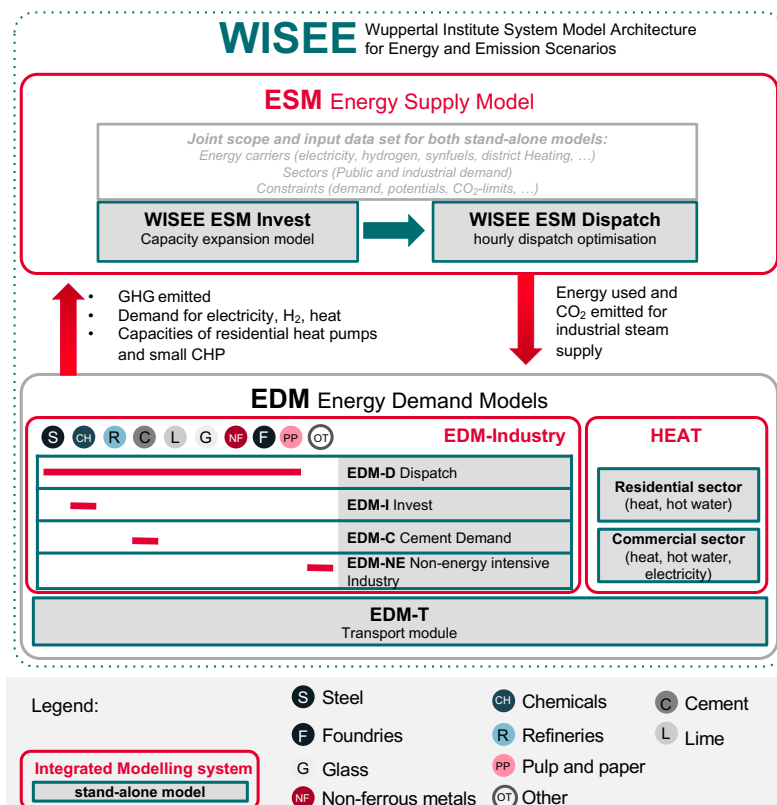 WISEE Wuppertal Institute System Model Architecture
for Energy and Emission Scenarios
ESM Energy Supply Model
Joint scope and input data set for both stand-alone models:
Energy carriers (electricity, hydrogen, synfuels, district Heating, …)
Sectors (Public and industrial demand)
Constraints (demand, potentials, CO₂-limits, …)
WISEE ESM Invest
Capacity expansion model
WISEE ESM Dispatch
hourly dispatch optimisation
• GHG emitted
• Demand for electricity, H₂, heat
• Capacities of residential heat pumps
and small CHP
Energy used and
CO₂ emitted for
industrial steam
supply
EDM Energy Demand Models
S CH R C L G NF F PP OT
EDM-Industry
EDM-D Dispatch
EDM-I Invest
EDM-C Cement Demand
EDM-NE Non-energy intensive
Industry
HEAT
Residential sector
(heat, hot water)
Commercial sector
(heat, hot water,
electricity)
EDM-T
Transport module
Legend:
Integrated Modelling system
stand-alone model
S Steel
F Foundries
G Glass
NF Non-ferrous metals
CH Chemicals
R Refineries
PP Pulp and paper
OT Other
C Cement
L Lime